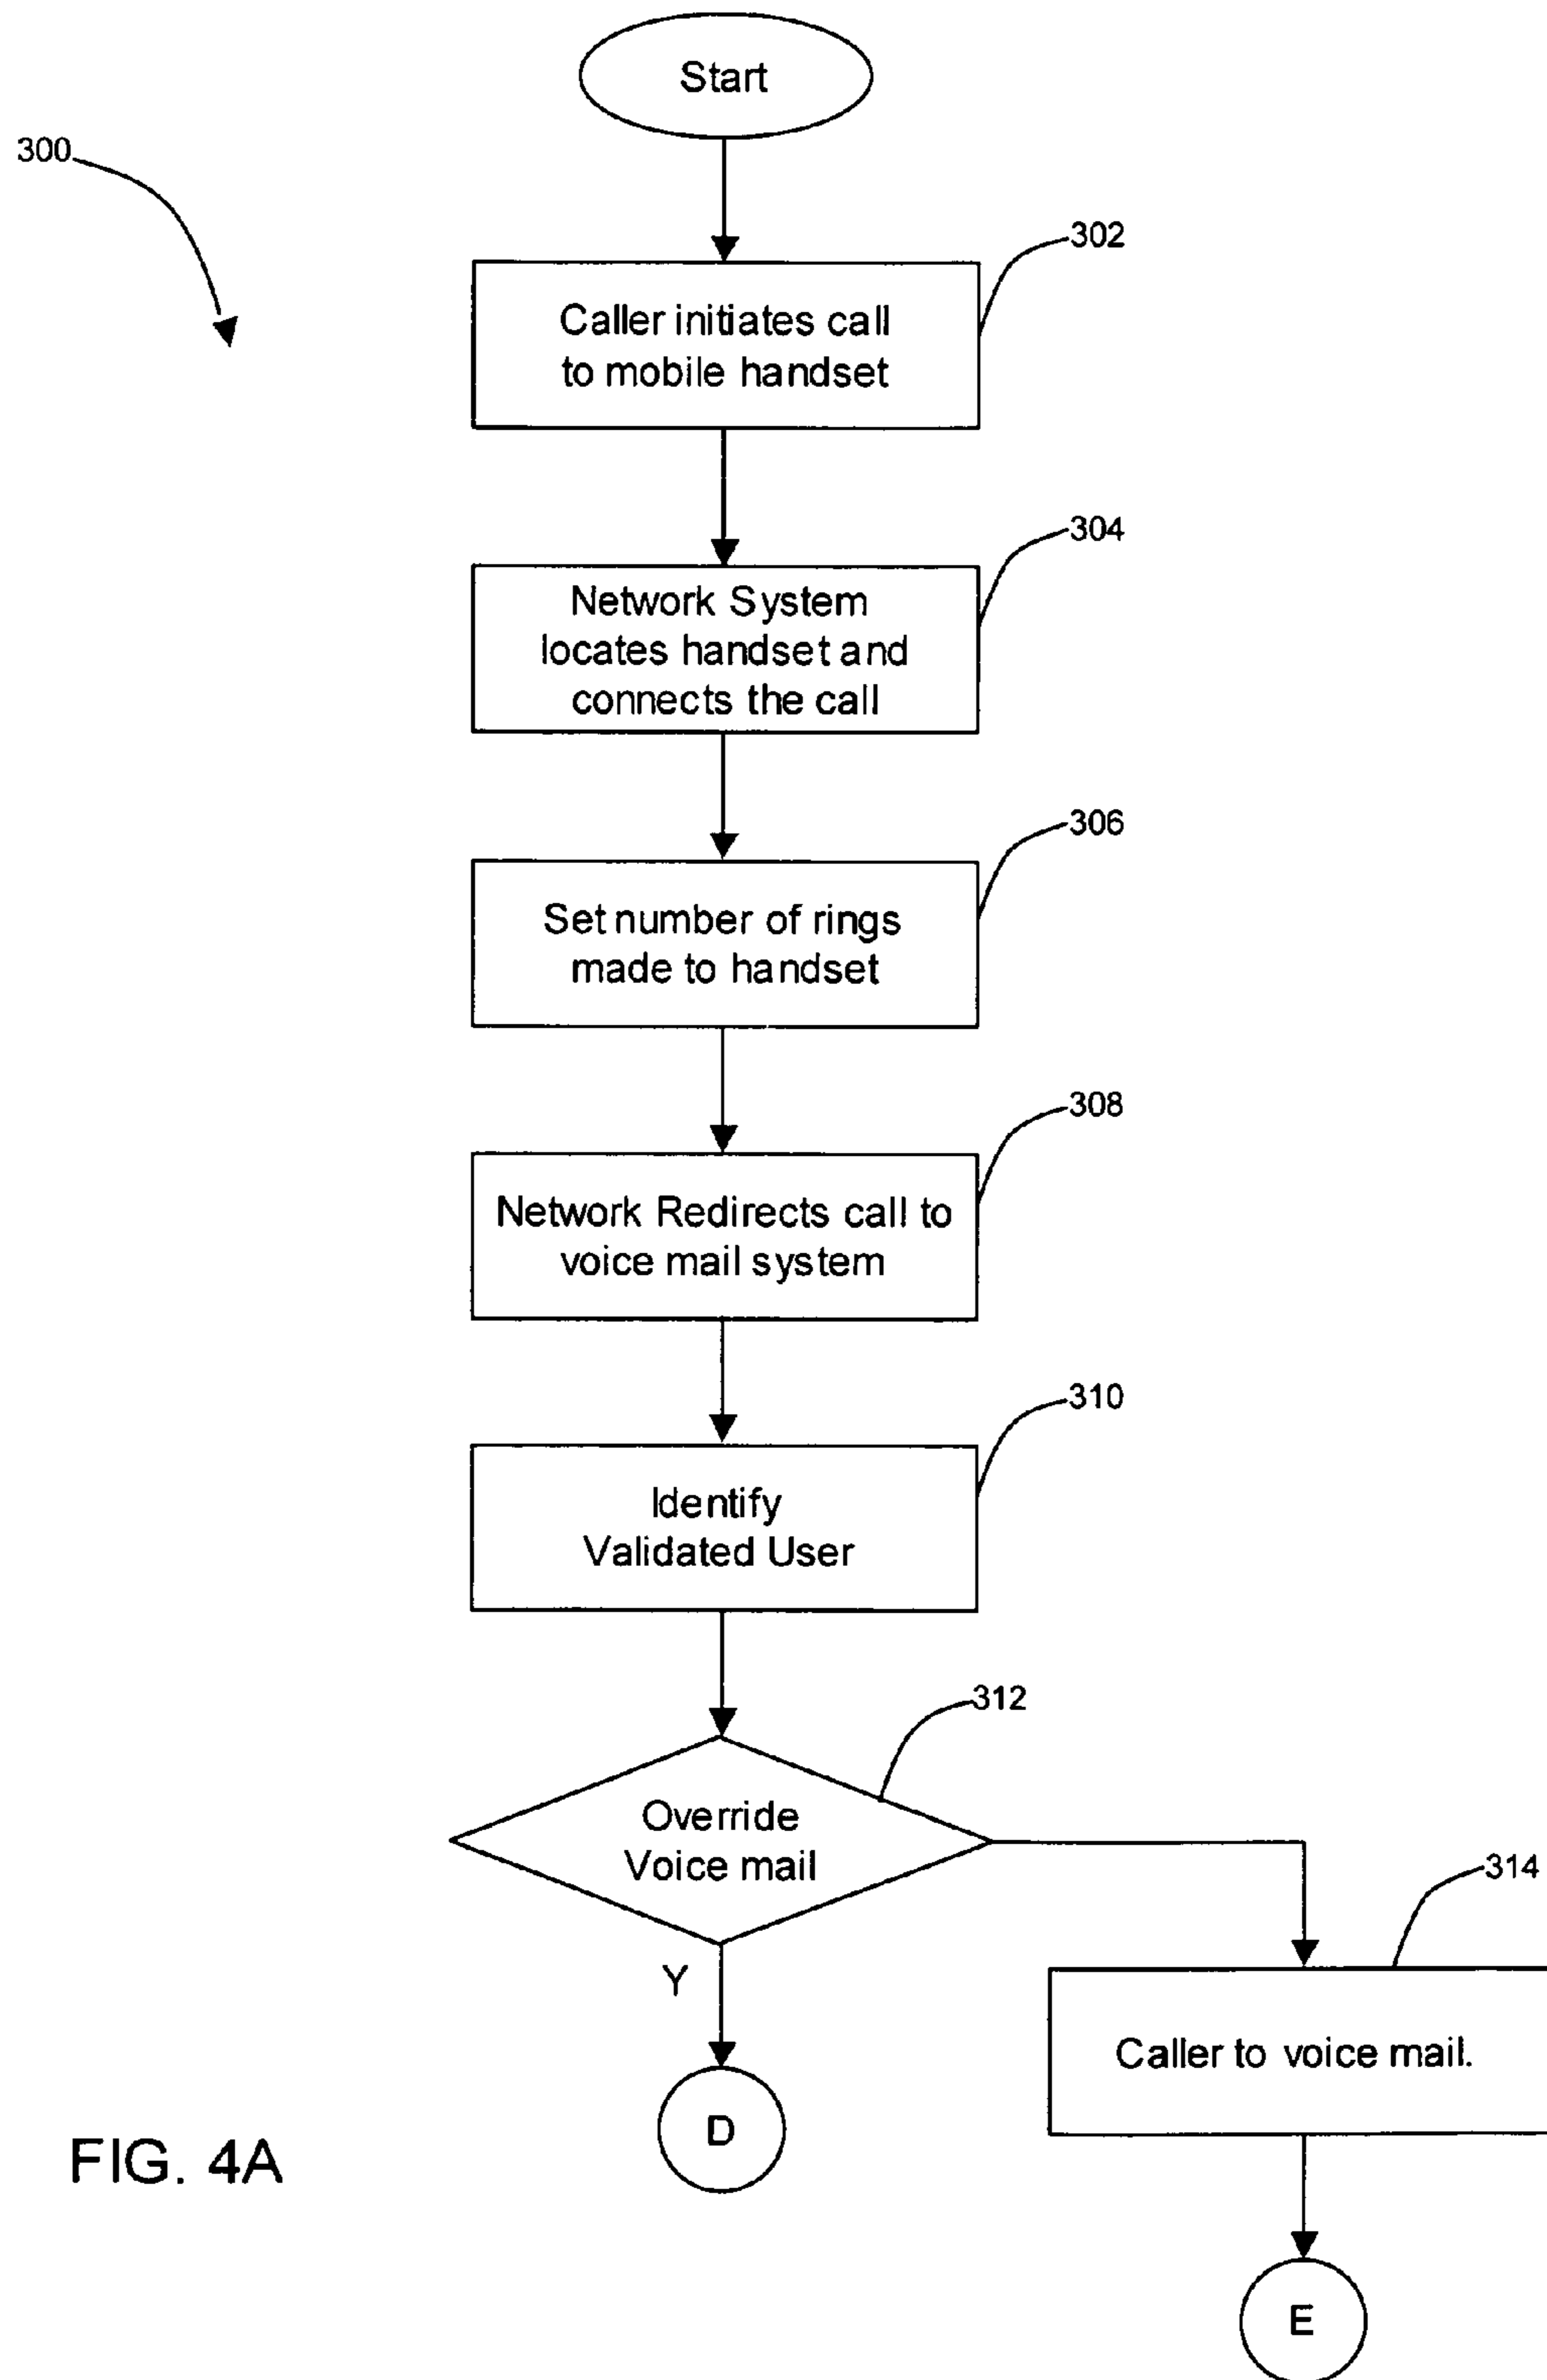 Start
300
302
Caller initiates call
to mobile handset
304
Network System
locates handset and
connects the call
306
Set number of rings
made to handset
308
Network Redirects call to
voice mail system
310
Identify
Validated User
312
Override
Voice mail
314
Y
Caller to voice mail.
D
FIG. 4A
E